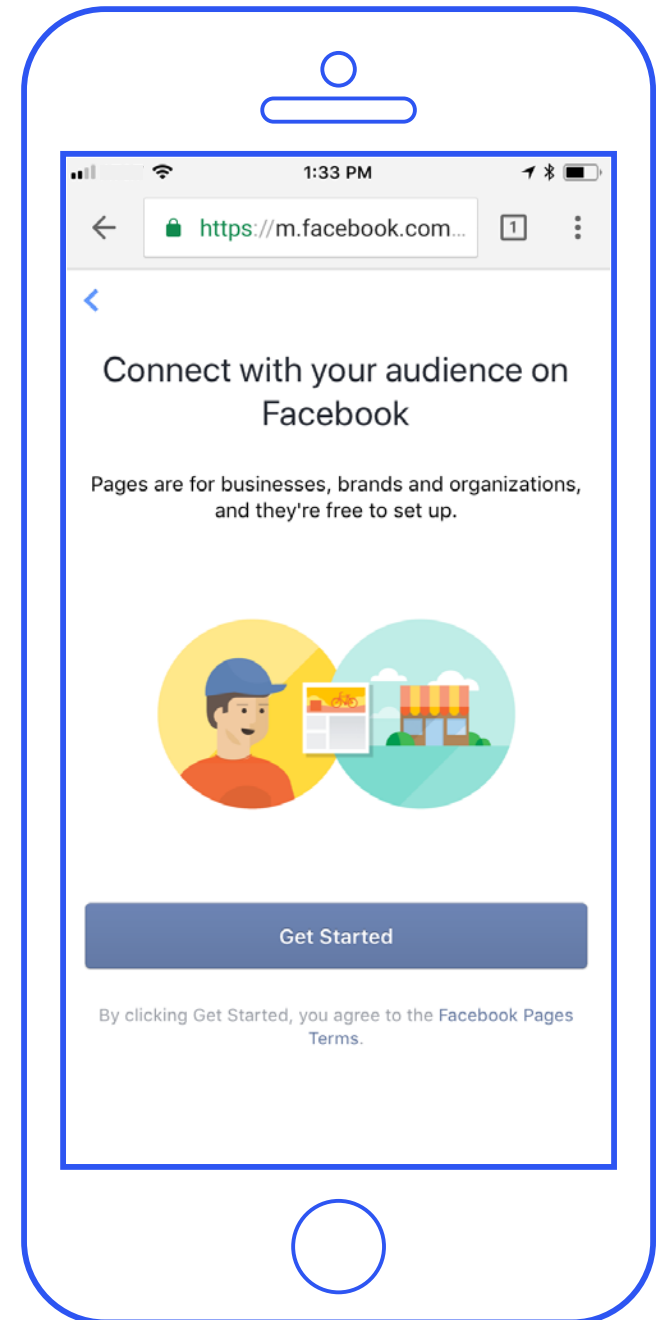 1:33 PM
https://m.facebook.com...
1
Connect with your audience on
Facebook
Pages are for businesses, brands and organizations,
and they're free to set up.
Get Started
By clicking Get Started, you agree to the Facebook Pages
Terms.